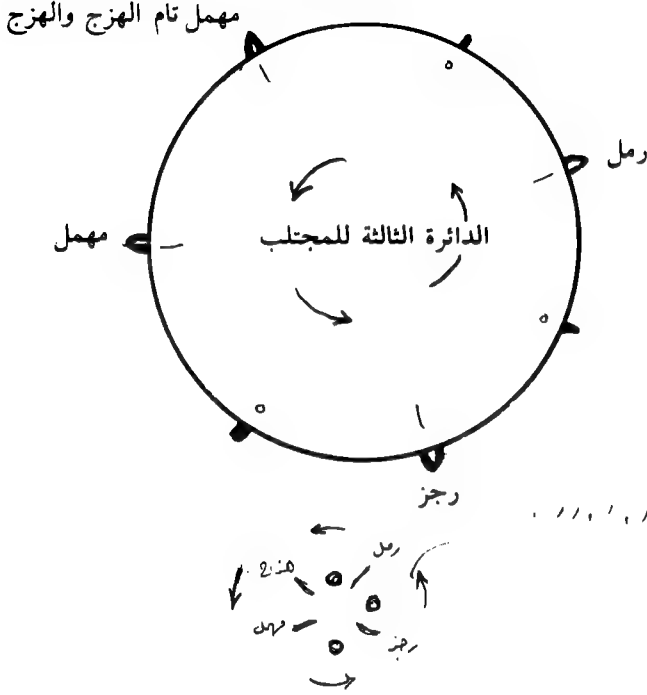 مهمل تام الهزج والهزج
رمل
مهمل
الدائرة الثالثة للمجتلب
رجز
رمل
هزج
مهمل
رجز